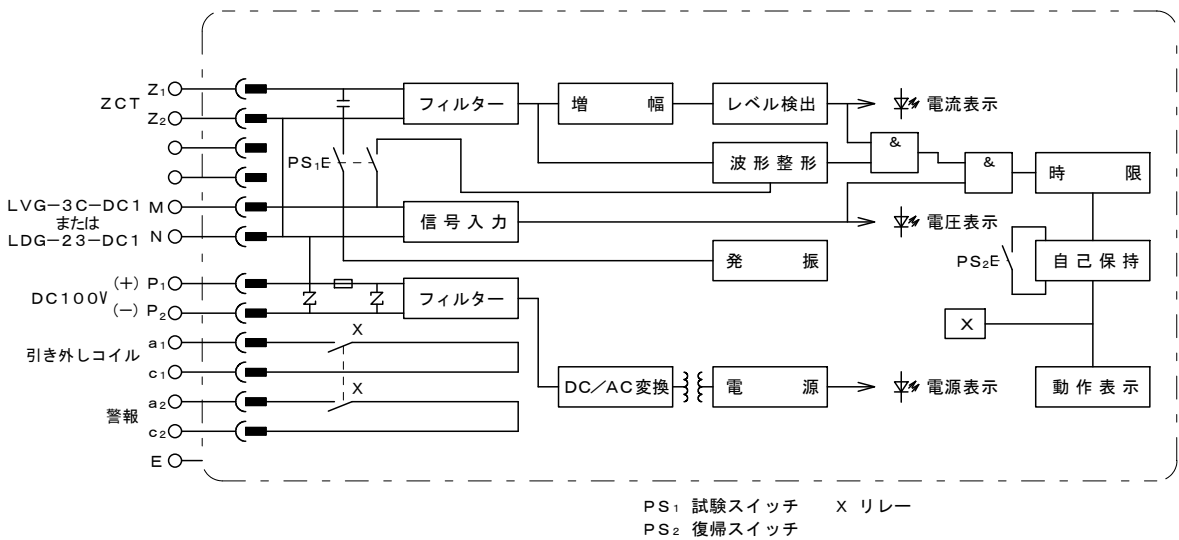 ZCT
Z₁
Z₂
LVG-3C-DC1
または
LDG-23-DC1
M
N
DC100V
(+) P₁
(-) P₂
引き外しコイル
a₁
c₁
警報
a₂
c₂
E
PS₁E
フィルター
増幅
レベル検出
電流表示
波形整形
&
&
時限
信号入力
電圧表示
発振
PS₂E
自己保持
フィルター
X
X
X
DC/AC変換
電源
電源表示
動作表示
PS₁ 試験スイッチ X リレー
PS₂ 復帰スイッチ